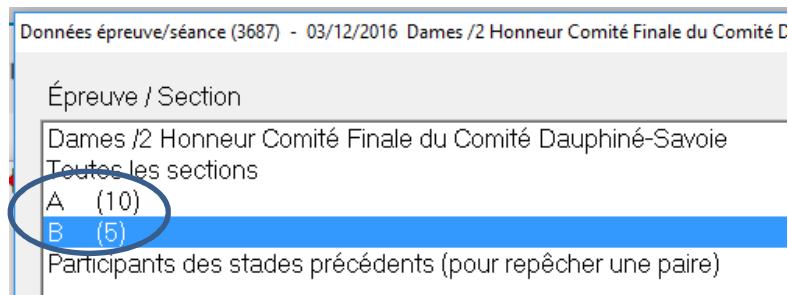 Données épreuve/séance (3687) - 03/12/2016 Dames /2 Honneur Comité Finale du Comité D
Épreuve / Section
Dames /2 Honneur Comité Finale du Comité Dauphiné-Savoie
Toutes les sections
A (10)
B (5)
Participants des stades précédents (pour repêcher une paire)